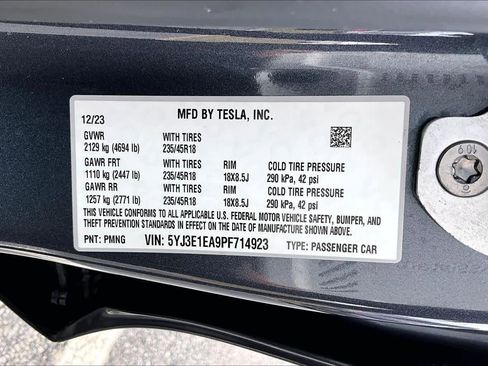 MFD BY TESLA, INC.
12/23
GVWR WITH TIRES
2129 kg (4694 lb) 235/45R18
GAWR FRT WITH TIRES RIM COLD TIRE PRESSURE
1110 kg (2447 lb) 235/45R18 18X8.5J 290 kPa, 42 psi
GAWR RR WITH TIRES RIM COLD TIRE PRESSURE
1257 kg (2771 lb) 235/45R18 18X8.5J 290 kPa, 42 psi
THIS VEHICLE CONFORMS TO ALL APPLICABLE U.S. FEDERAL MOTOR VEHICLE SAFETY, BUMPER, AND
THEFT PREVENTION STANDARDS IN EFFECT ON THE DATE OF MANUFACTURE SHOWN ABOVE.
PNT: PMNG VIN: 5YJ3E1EA9PF714923 TYPE: PASSENGER CAR
10.9